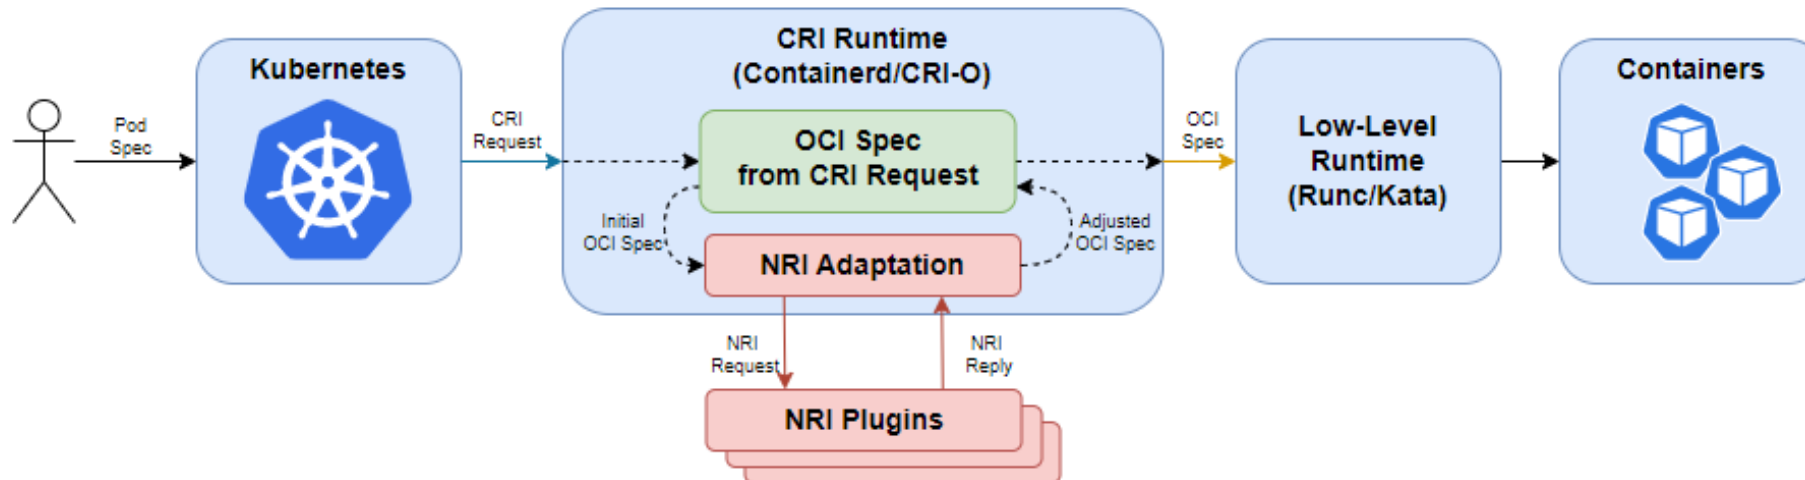 Pod
Spec
Kubernetes
CRI
Request
CRI Runtime
(Containerd/CRI-O)
OCI Spec
from CRI Request
Initial
OCI Spec
Adjusted
OCI Spec
NRI Adaptation
NRI
Request
NRI
Reply
NRI Plugins
OCI
Spec
Low-Level
Runtime
(Runc/Kata)
Containers